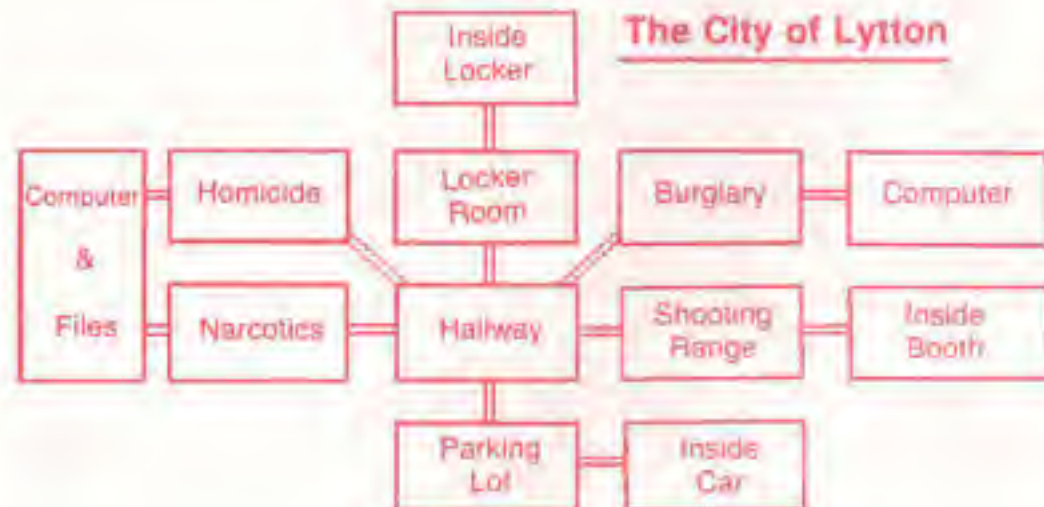 The City of Lytton
Inside
Locker
Computer
&
Files
Homicide
Locker
Room
Burglary
Computer
Narcotics
Hallway
Shooting
Range
Inside
Booth
Parking
Lot
Inside
Car